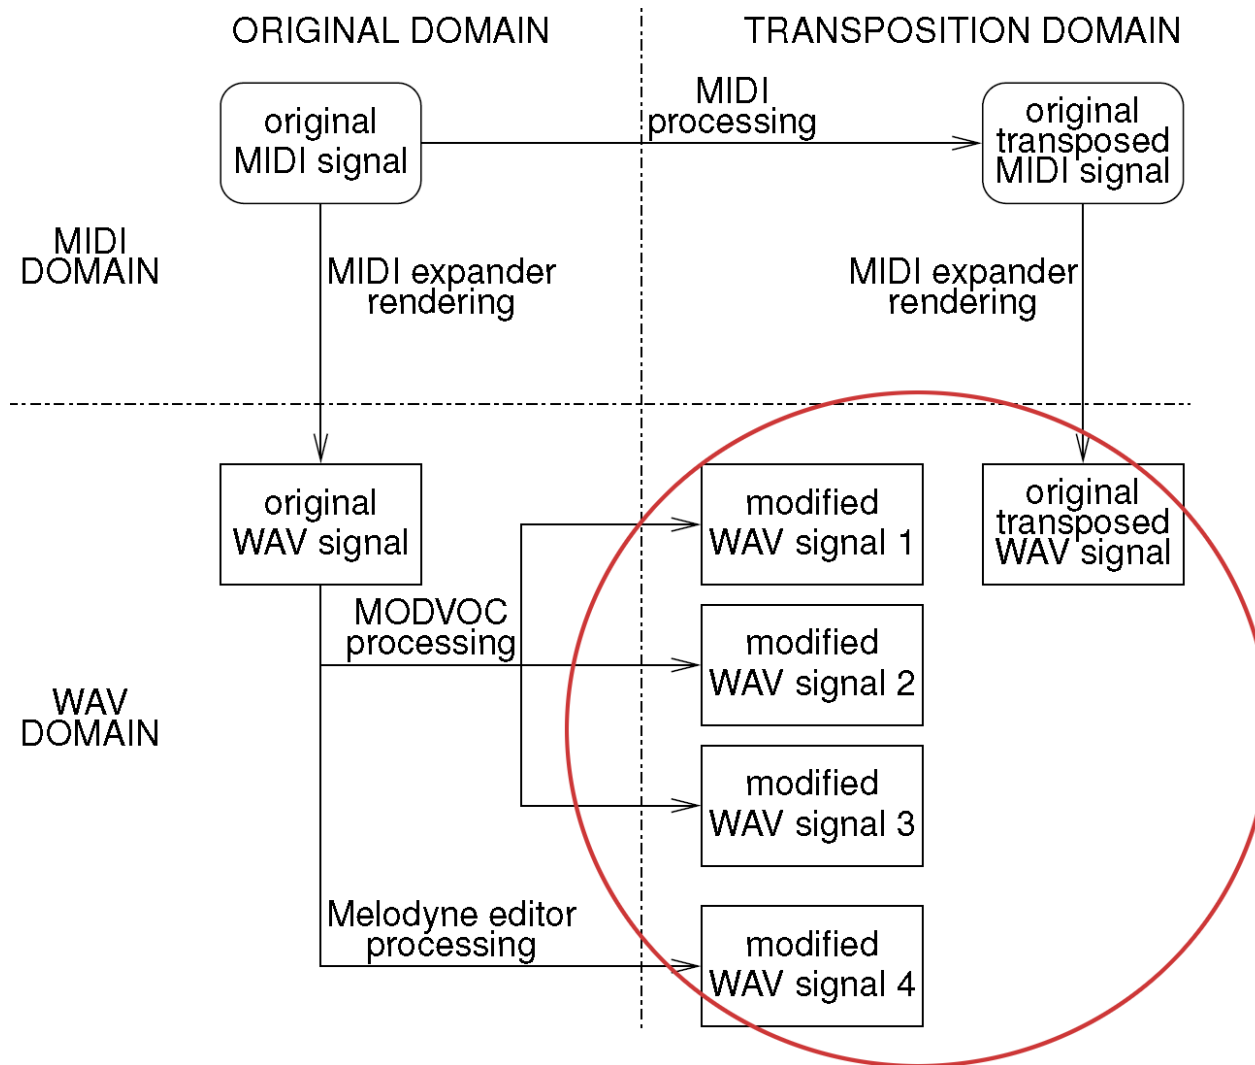 ORIGINAL DOMAIN
TRANSPOSITION DOMAIN
original
MIDI signal
MIDI
processing
original
transposed
MIDI signal
MIDI
DOMAIN
MIDI expander
rendering
MIDI expander
rendering
original
WAV signal
modified
WAV signal 1
original
transposed
WAV signal
MODVOC
processing
modified
WAV signal 2
WAV
DOMAIN
modified
WAV signal 3
Melodyne editor
processing
modified
WAV signal 4